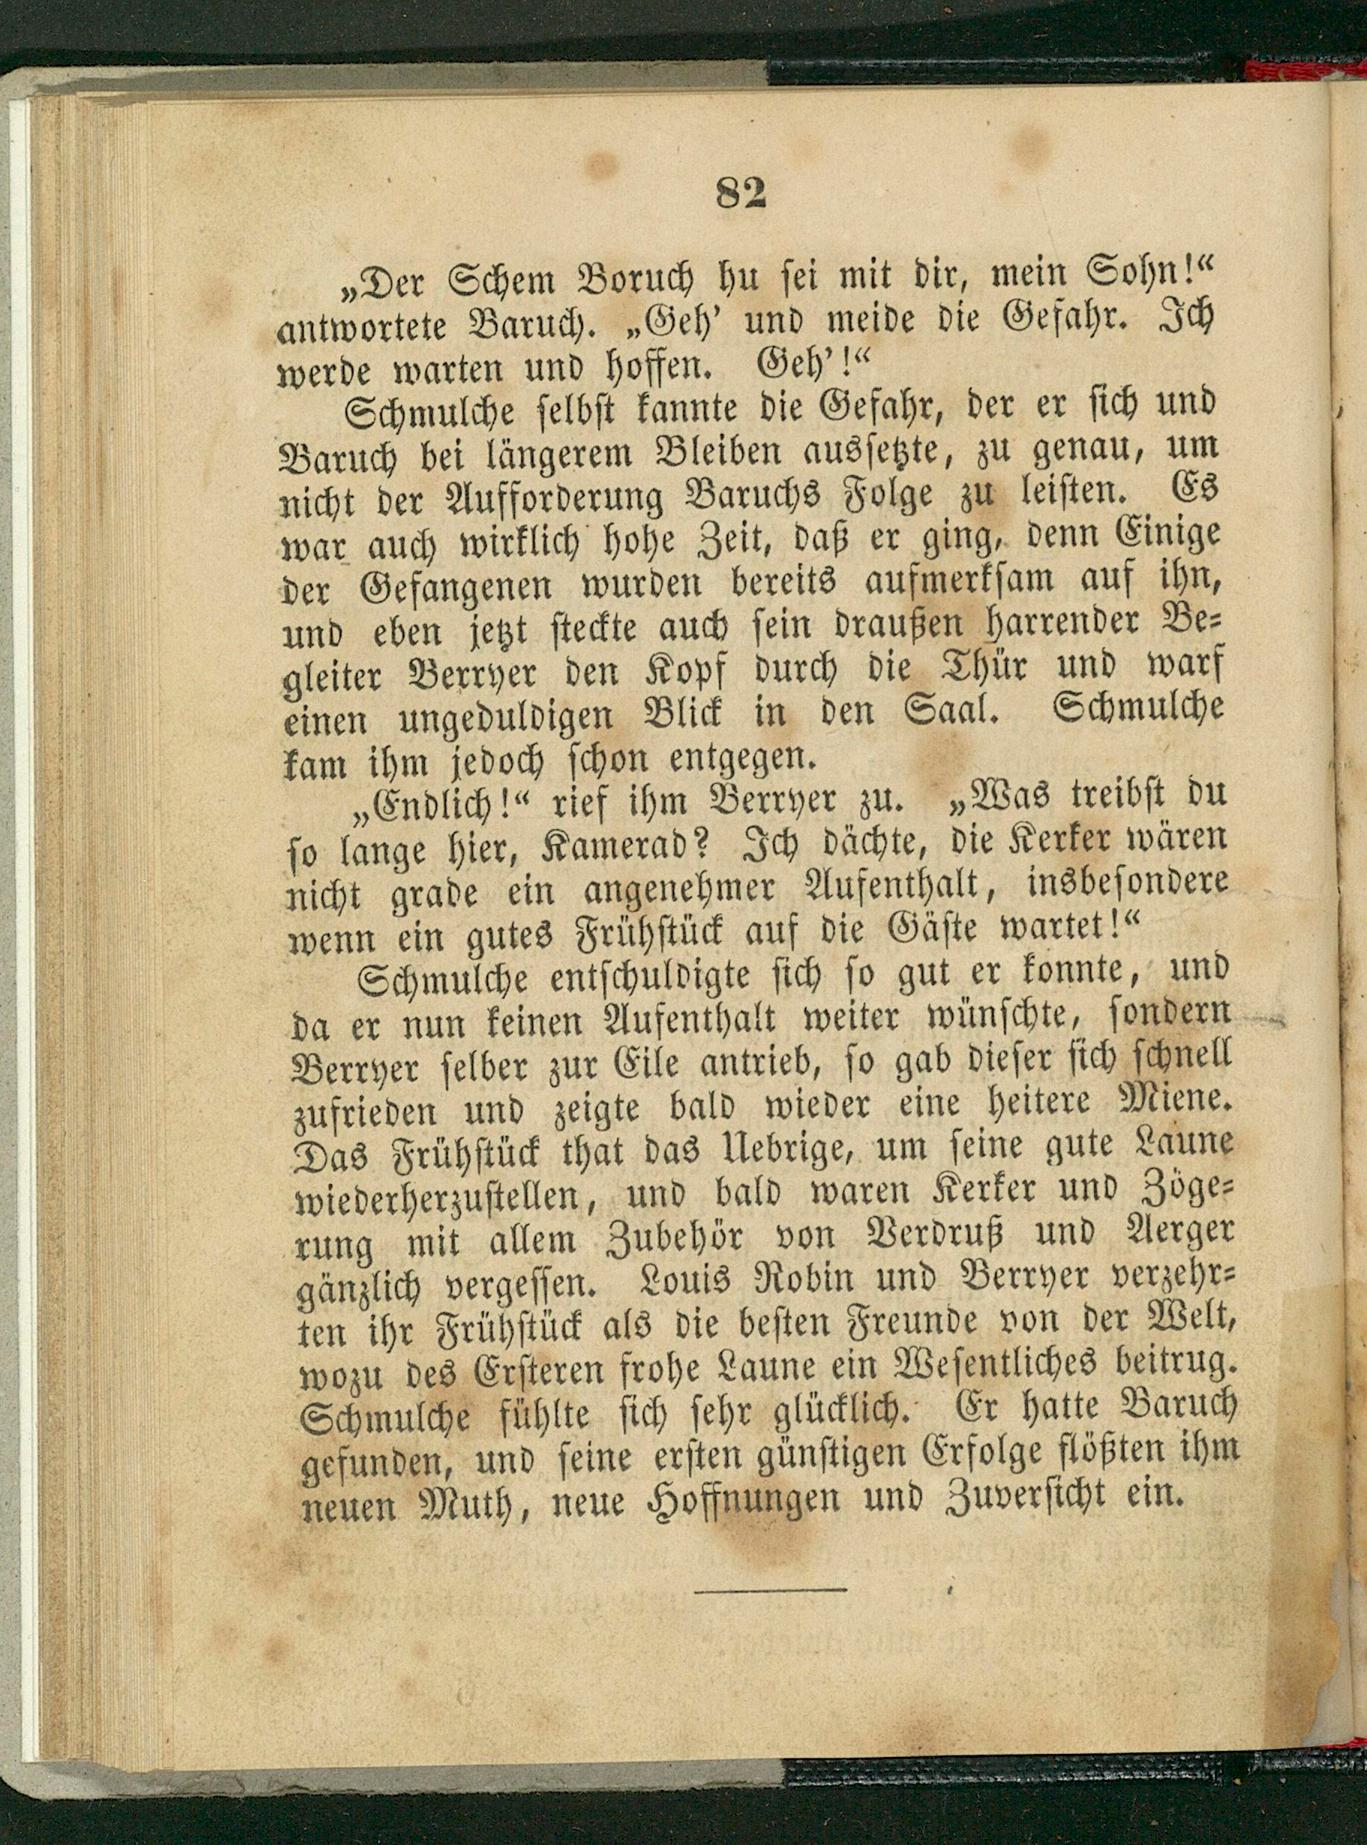 82
„Der Schem Boruch hu sei mit dir, mein Sohn!“
antwortete Baruch. „Geh’ und meide die Gefahr. Ich
werde warten und hoffen. Geh’!“
Schmulche selbst kannte die Gefahr, der er sich und
Baruch bei längerem Bleiben aussetzte, zu genau, um
nicht der Aufforderung Baruchs Folge zu leisten. Es
war auch wirklich hohe Zeit, daß er ging, denn Einige
der Gefangenen wurden bereits aufmerksam auf ihn,
und eben jetzt steckte auch sein draußen harrender Be-
gleiter Berryer den Kopf durch die Thür und warf
einen ungeduldigen Blick in den Saal. Schmulche
kam ihm jedoch schon entgegen.
„Endlich!“ rief ihm Berryer zu. „Was treibst du
so lange hier, Kamerad? Ich dächte, die Kerker wären
nicht grade ein angenehmer Aufenthalt, insbesondere
wenn ein gutes Frühstück auf die Gäste wartet!“
Schmulche entschuldigte sich so gut er konnte, und
da er nun keinen Aufenthalt weiter wünschte, sondern
Berryer selber zur Eile antrieb, so gab dieser sich schnell
zufrieden und zeigte bald wieder eine heitere Miene.
Das Frühstück that das Uebrige, um seine gute Laune
wiederherzustellen, und bald waren Kerker und Zöge-
rung mit allem Zubehör von Verdruß und Aerger
gänzlich vergessen. Louis Robin und Berryer verzehr-
ten ihr Frühstück als die besten Freunde von der Welt,
wozu des Ersteren frohe Laune ein Wesentliches beitrug.
Schmulche fühlte sich sehr glücklich. Er hatte Baruch
gefunden, und seine ersten günstigen Erfolge flößten ihm
neuen Muth, neue Hoffnungen und Zuversicht ein.